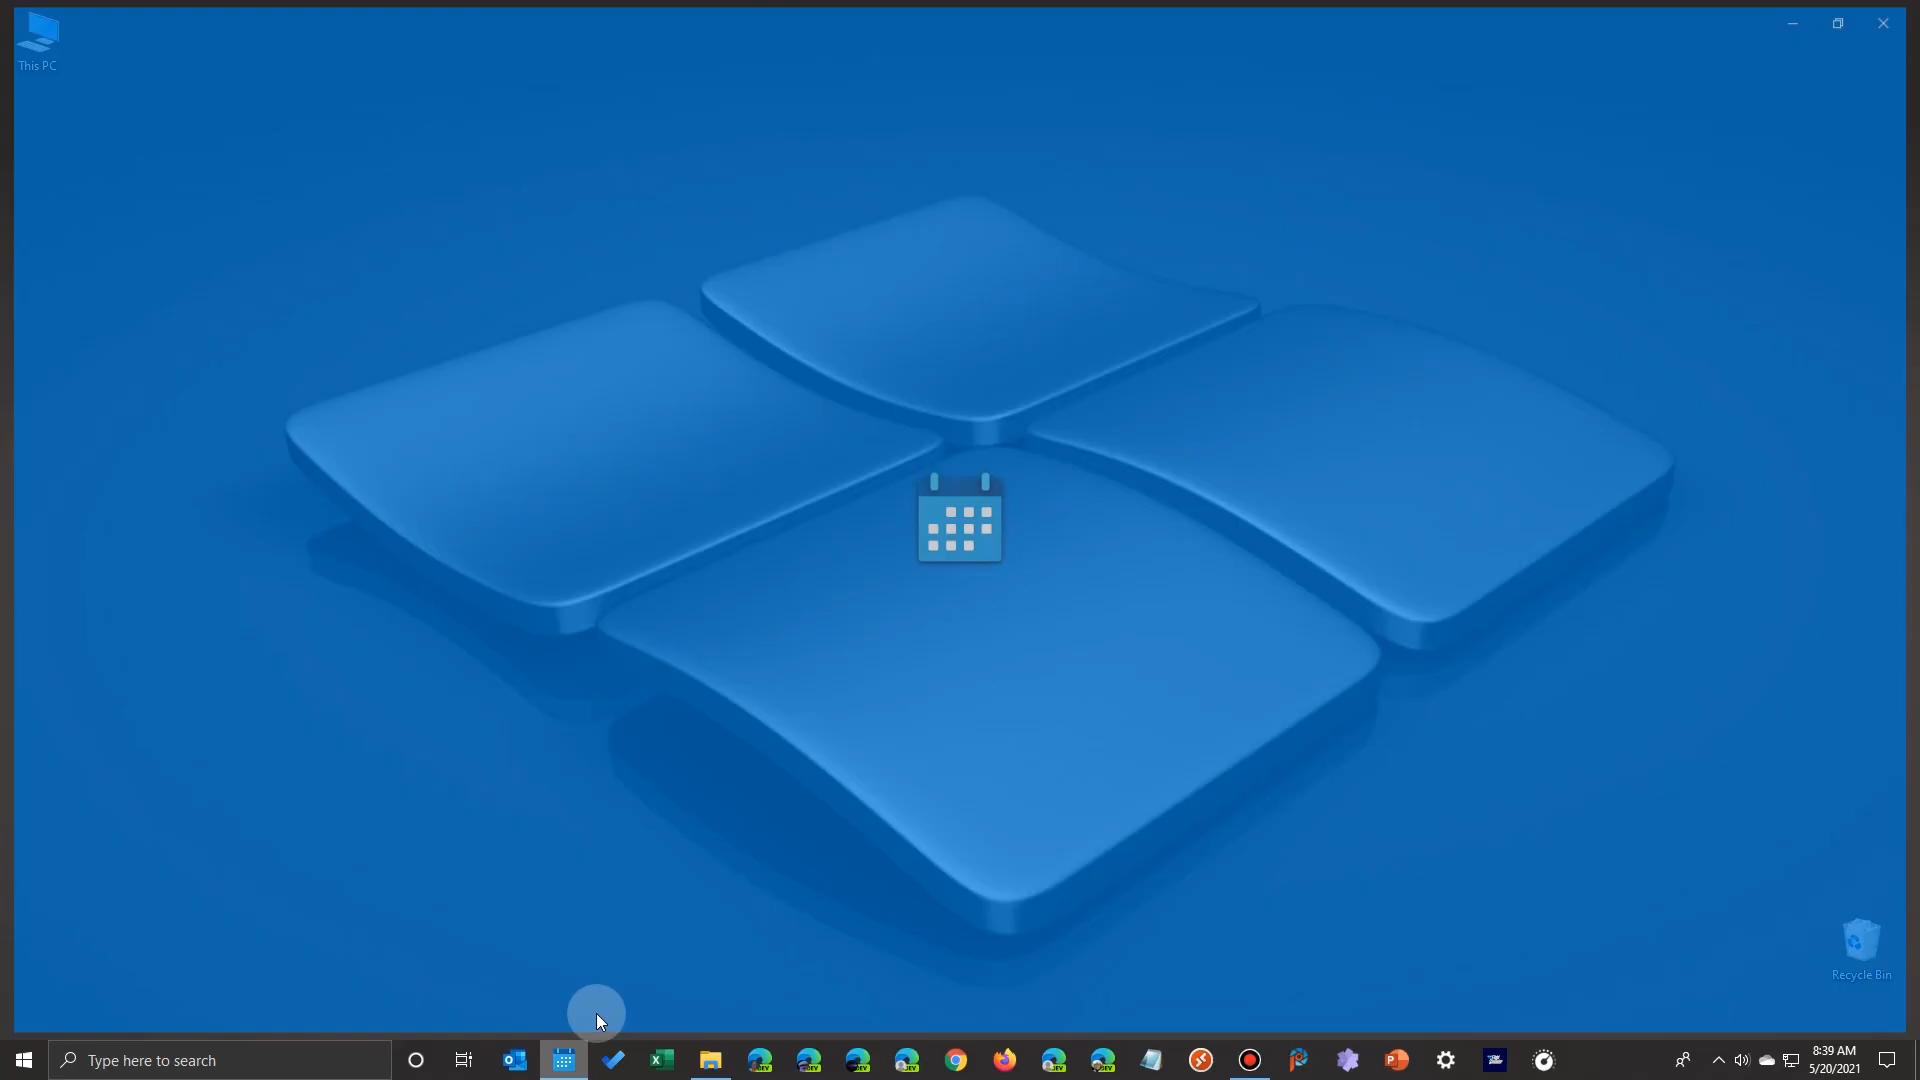 This PC
Recycle Bin
Type here to search
8:39 AM
5/20/2021